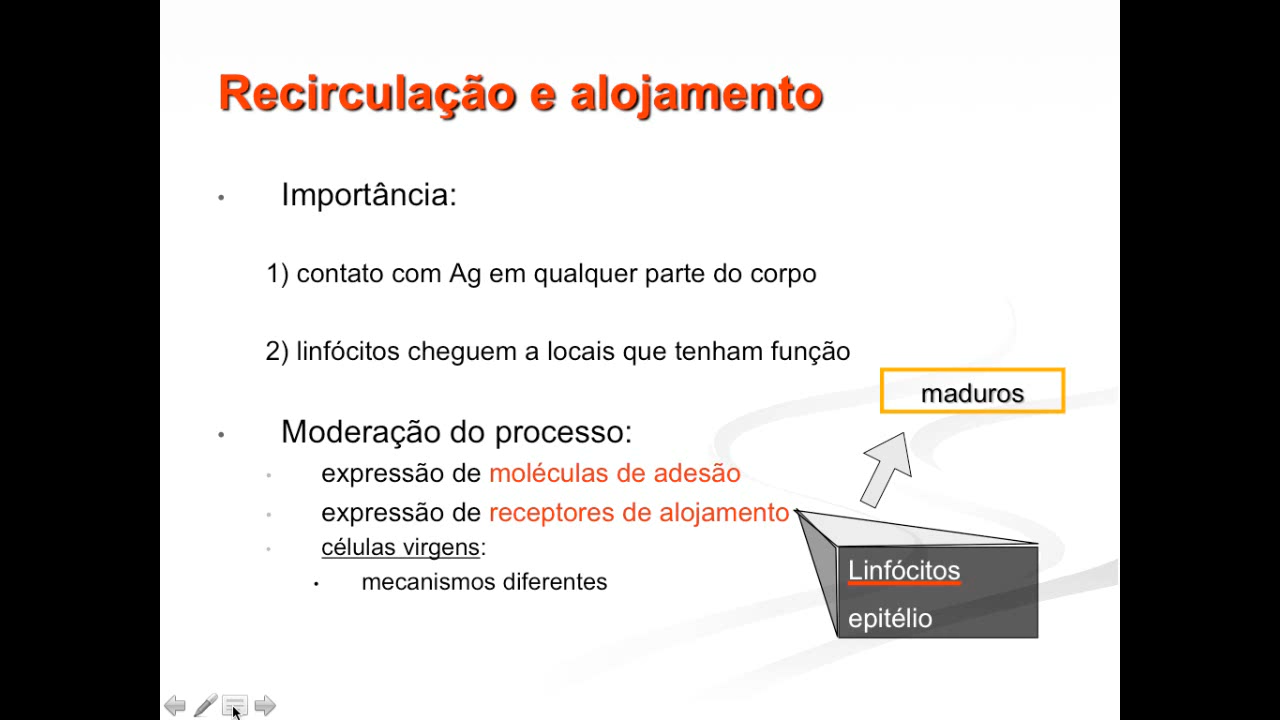 Recirculação e alojamento
• Importância:
1) contato com Ag em qualquer parte do corpo
2) linfócitos cheguem a locais que tenham função
maduros
• Moderação do processo:
• expressão de moléculas de adesão
• expressão de receptores de alojamento
• células virgens:
• mecanismos diferentes
Linfócitos
epitélio